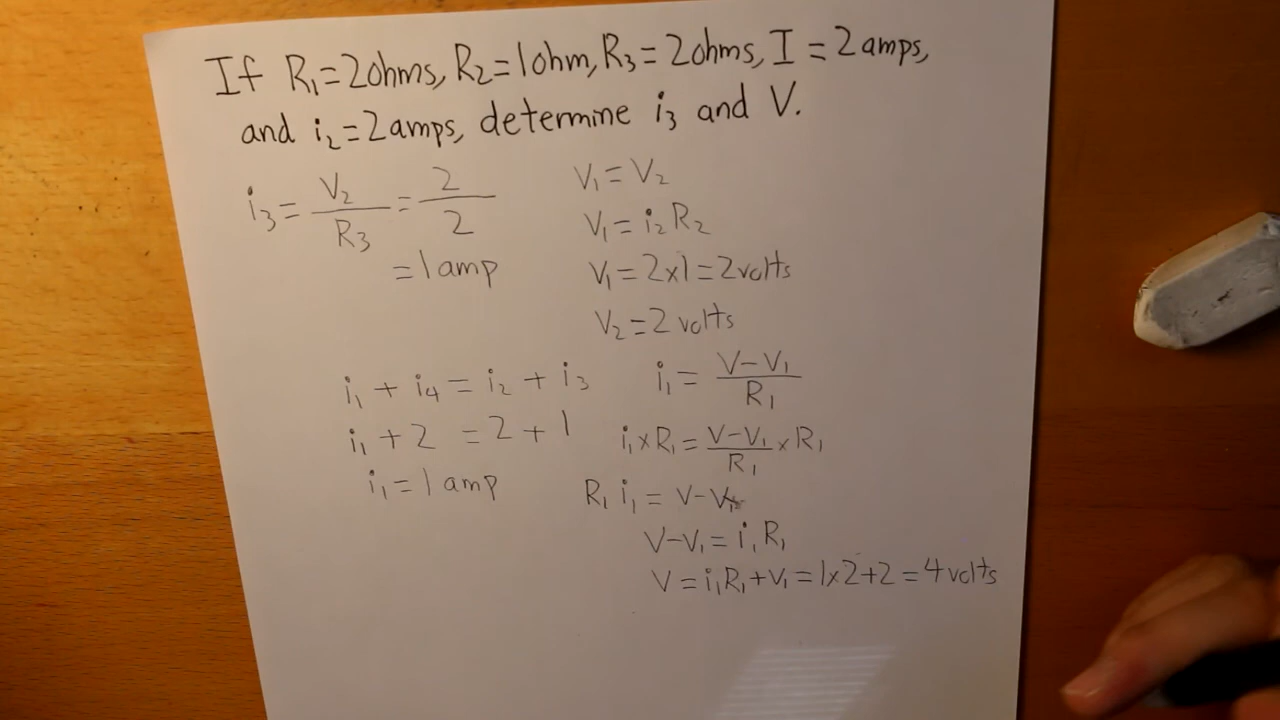 If R₁=2ohms, R₂=1ohm, R₃=2ohms, I=2amps,
and i₂=2amps, determine i₃ and V.
i₃ = V₂/R₃ = 2/2
= 1 amp
V₁ = V₂
V₁ = i₂ R₂
V₁ = 2×1 = 2volts
V₂ = 2 volts
i₁ + i₄ = i₂ + i₃
i₁ + 2 = 2 + 1
i₁ = 1 amp
i₁ = V-V₁/R₁
i₁×R₁ = V-V₁/R₁ × R₁
R₁ i₁ = V-V₁
V-V₁ = i₁R₁
V = i₁R₁+V₁ = 1×2+2 = 4volts